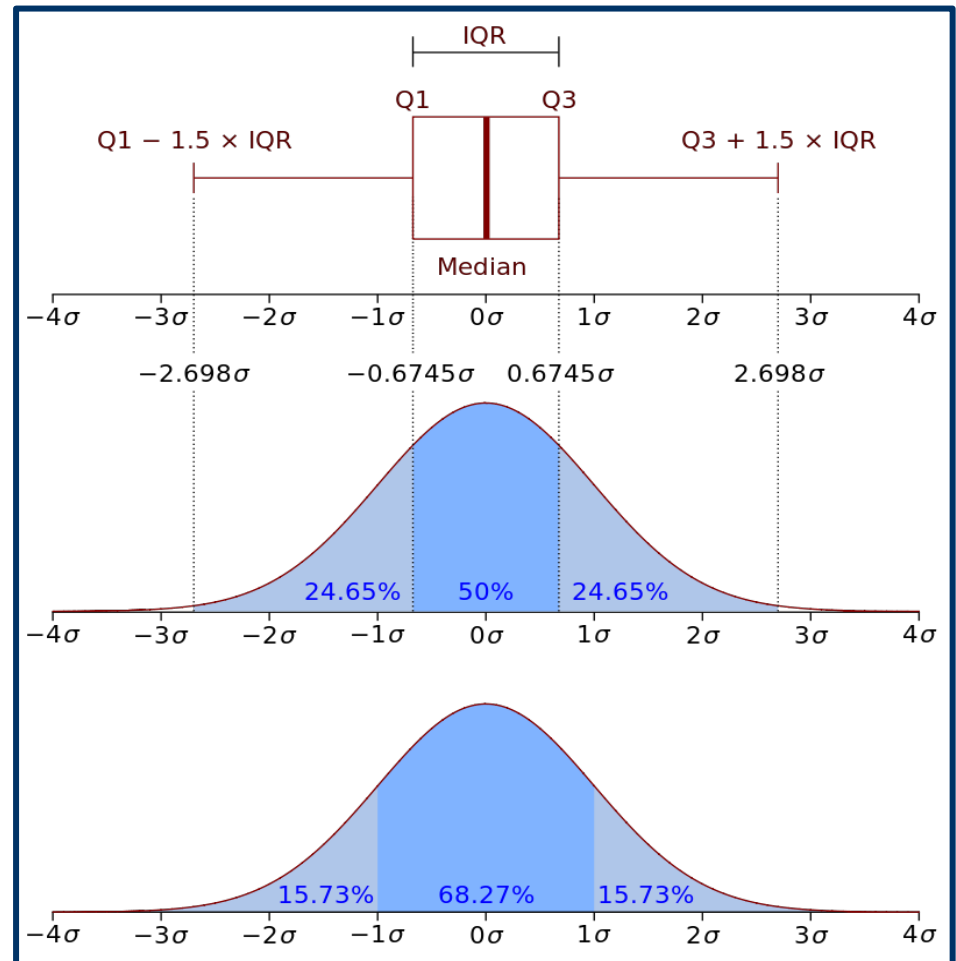 IQR
Q1 Q3
Q1 − 1.5 × IQR Q3 + 1.5 × IQR
Median
−4σ −3σ −2σ −1σ 0σ 1σ 2σ 3σ 4σ
−2.698σ −0.6745σ 0.6745σ 2.698σ
24.65% 50% 24.65%
−4σ −3σ −2σ −1σ 0σ 1σ 2σ 3σ 4σ
15.73% 68.27% 15.73%
−4σ −3σ −2σ −1σ 0σ 1σ 2σ 3σ 4σ